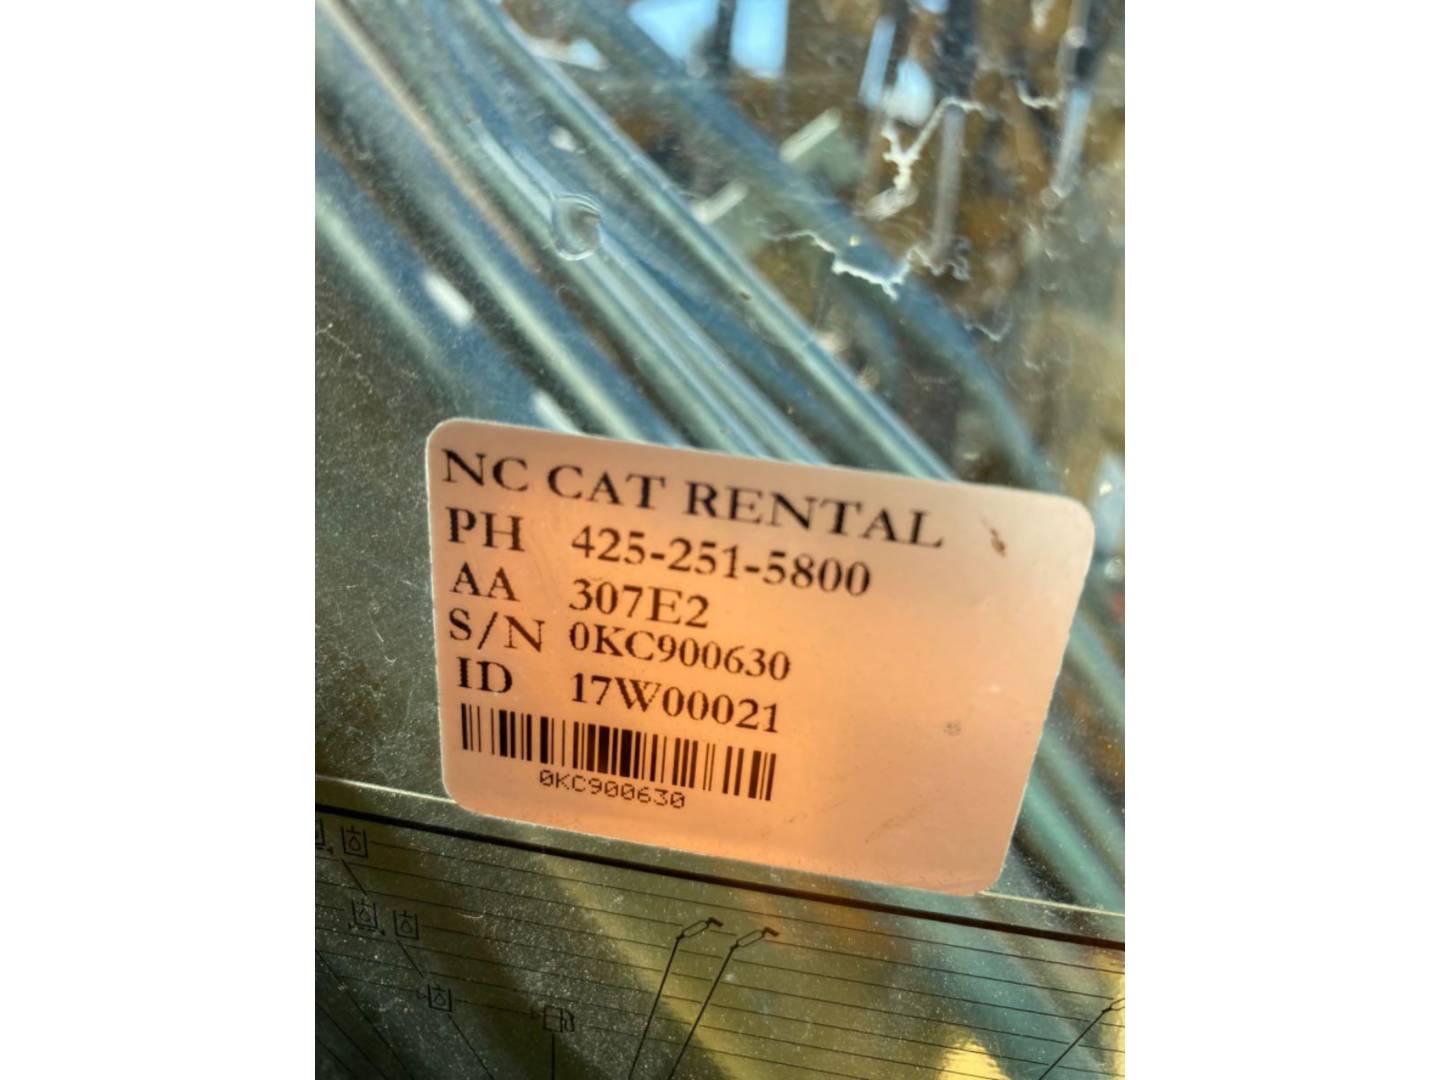 NC CAT RENTAL
PH 425-251-5800
AA 307E2
S/N 0KC900630
ID 17W00021
0KC900630